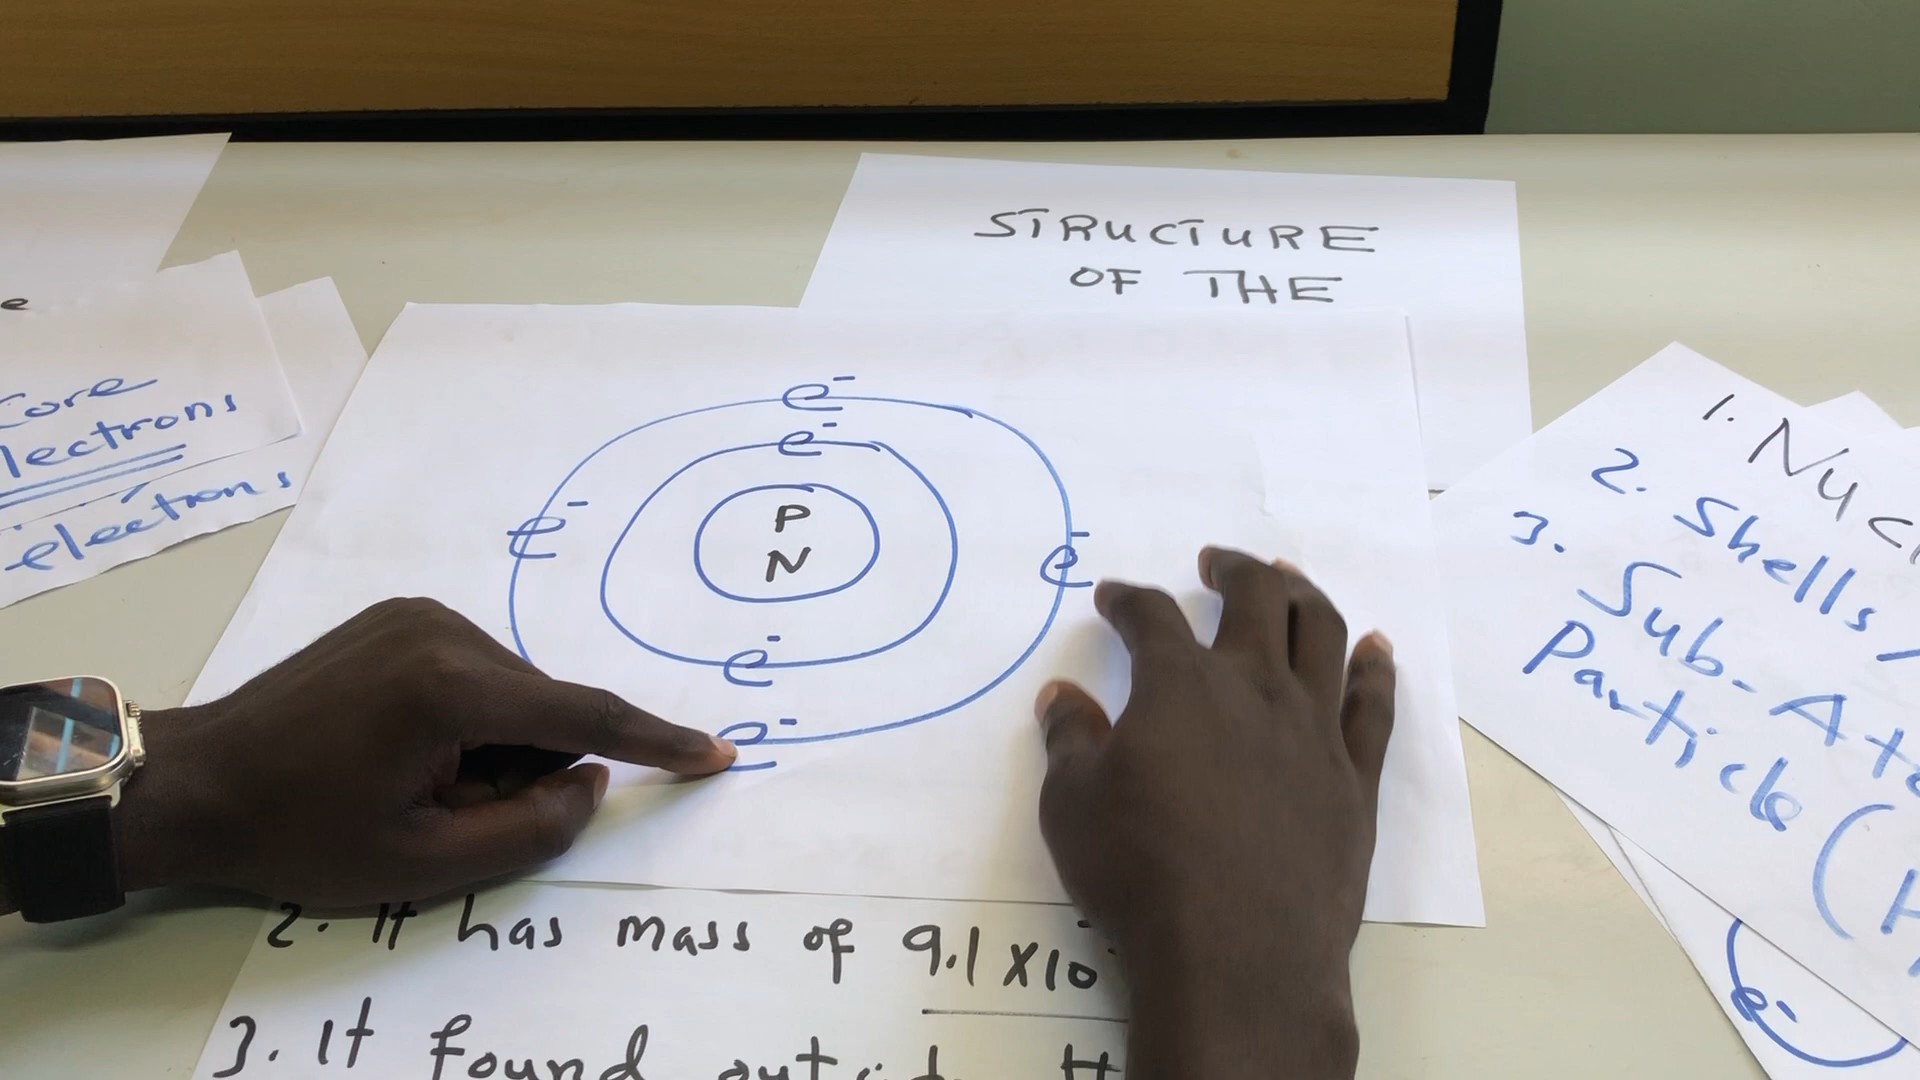 STRUCTURE
OF THE
e
Core
lectrons
electrons
e-
e-
e-
e-
P
N
e-
e-
1. Nuc
2. Shells /
3. Sub-At
Particle (
2. It has mass of 9.1 x10-
3. It found
e-